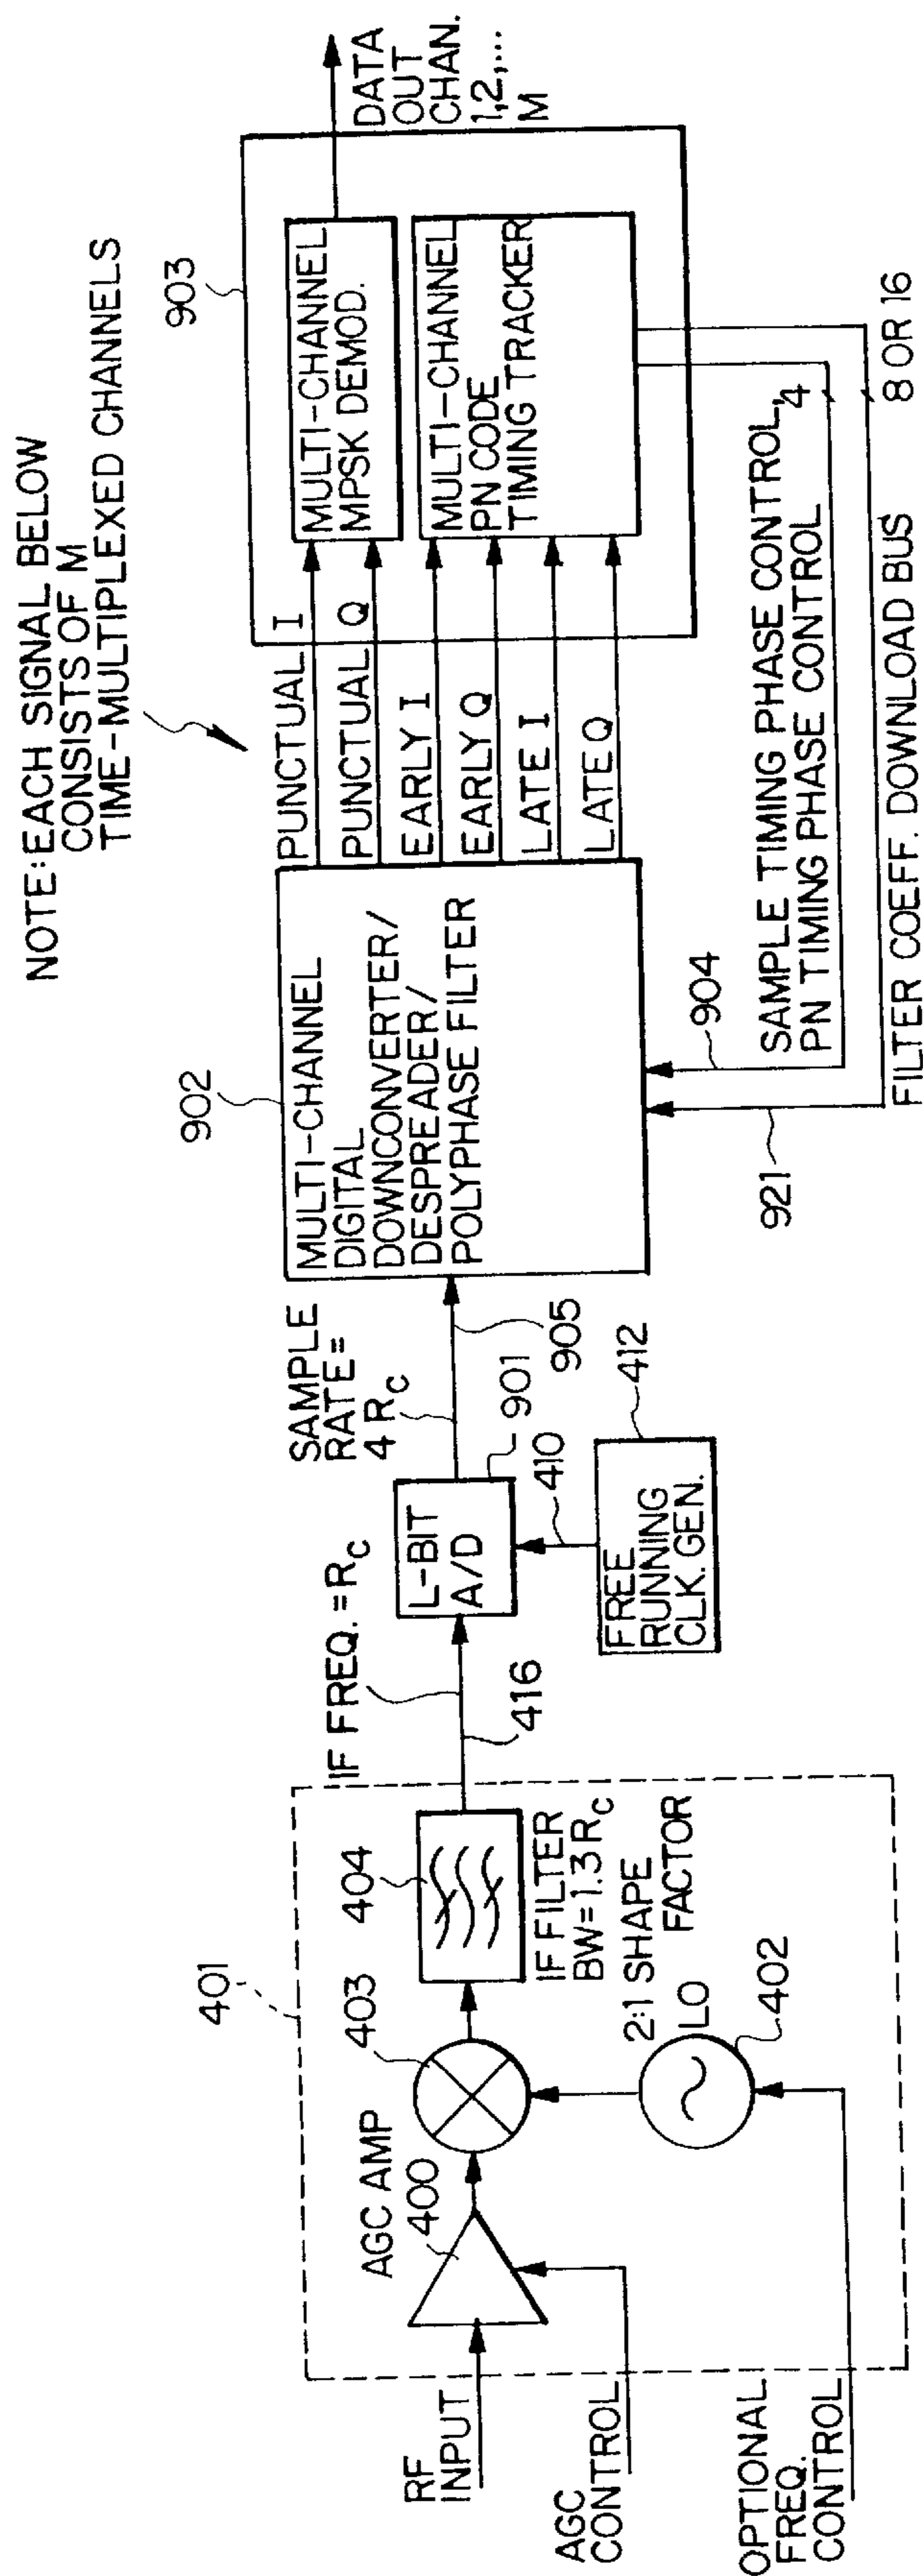 NOTE: EACH SIGNAL BELOW
CONSISTS OF M
TIME-MULTIPLEXED CHANNELS
RF
INPUT
AGC
CONTROL
OPTIONAL
FREQ.
CONTROL
401
AGC AMP
400
403
404
IF FILTER
BW=1.3 Rc
2:1 SHAPE
FACTOR
LO
402
IF FREQ. = Rc
416
L-BIT
A/D
901
410
FREE
RUNNING
CLK. GEN.
412
SAMPLE
RATE=
4 Rc
905
902
MULTI-CHANNEL
DIGITAL
DOWNCONVERTER/
DESPREADER/
POLYPHASE FILTER
PUNCTUAL I
PUNCTUAL Q
EARLY I
EARLY Q
LATE I
LATE Q
903
MULTI-CHANNEL
MPSK DEMOD.
MULTI-CHANNEL
PN CODE
TIMING TRACKER
DATA
OUT
CHAN.
1,2,...
M
904
SAMPLE TIMING PHASE CONTROL,
PN TIMING PHASE CONTROL
4
921
FILTER COEFF. DOWNLOAD BUS
8 OR 16